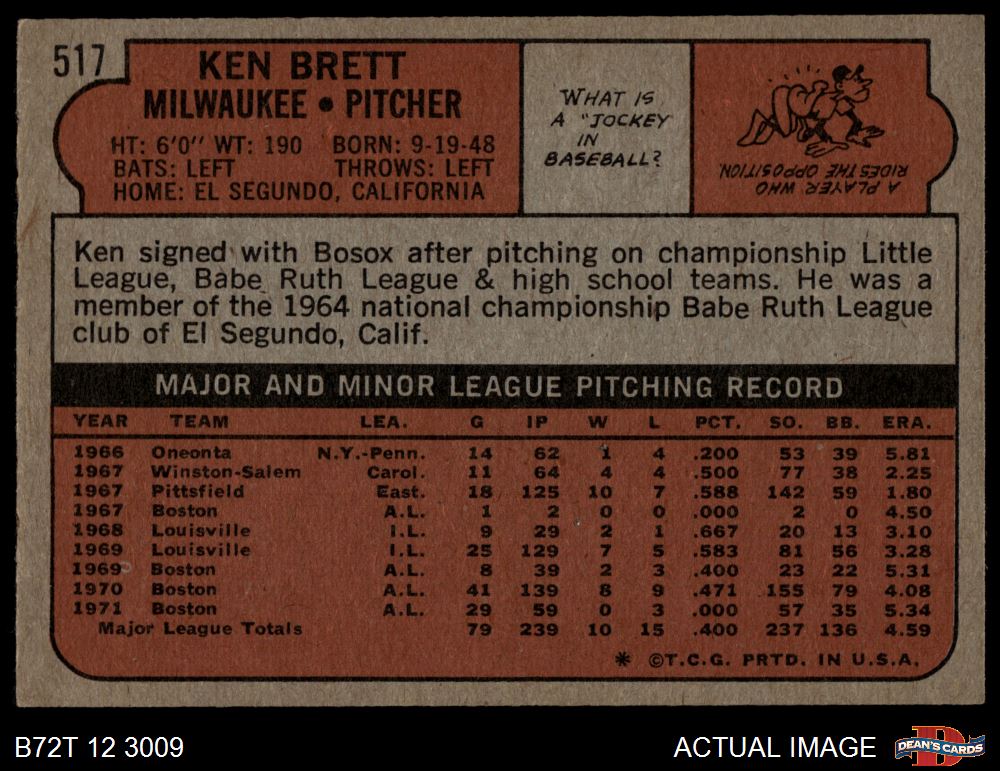 517
KEN BRETT
MILWAUKEE • PITCHER
HT: 6'0" WT: 190 BORN: 9-19-48
BATS: LEFT THROWS: LEFT
HOME: EL SEGUNDO, CALIFORNIA
WHAT IS
A "JOCKEY"
IN
BASEBALL?
A PLAYER WHO
RIDES THE OPPOSITION.
Ken signed with Bosox after pitching on championship Little
League, Babe Ruth League & high school teams. He was a
member of the 1964 national championship Babe Ruth League
club of El Segundo, Calif.
MAJOR AND MINOR LEAGUE PITCHING RECORD
YEAR TEAM LEA. G IP W L PCT. SO. BB. ERA.
1966 Oneonta N.Y.-Penn. 14 62 1 4 .200 53 39 5.81
1967 Winston-Salem Carol. 11 64 4 4 .500 77 38 2.25
1967 Pittsfield East. 18 125 10 7 .588 142 59 1.80
1967 Boston A.L. 1 2 0 0 .000 2 0 4.50
1968 Louisville I.L. 9 29 2 1 .667 20 13 3.10
1969 Louisville I.L. 25 129 7 5 .583 81 56 3.28
1969 Boston A.L. 8 39 2 3 .400 23 22 5.31
1970 Boston A.L. 41 139 8 9 .471 155 79 4.08
1971 Boston A.L. 29 59 0 3 .000 57 35 5.34
Major League Totals 79 239 10 15 .400 237 136 4.59
* ©T.C.G. PRTD. IN U.S.A.
B72T 12 3009
ACTUAL IMAGE
DEAN'S CARDS